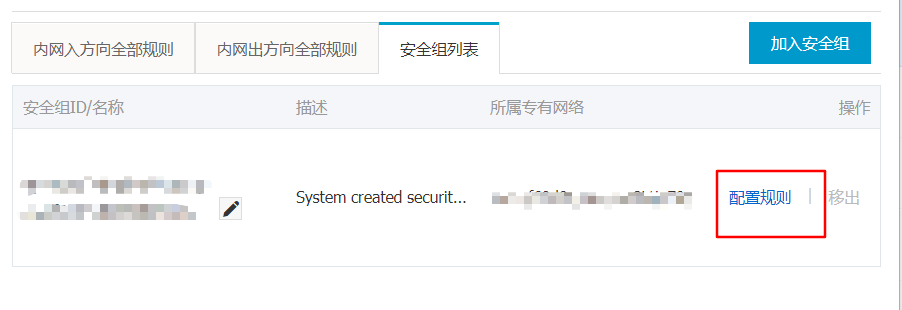 内网入方向全部规则
内网出方向全部规则
安全组列表
加入安全组
安全组ID/名称
描述
所属专有网络
操作
System created securit...
配置规则
移出